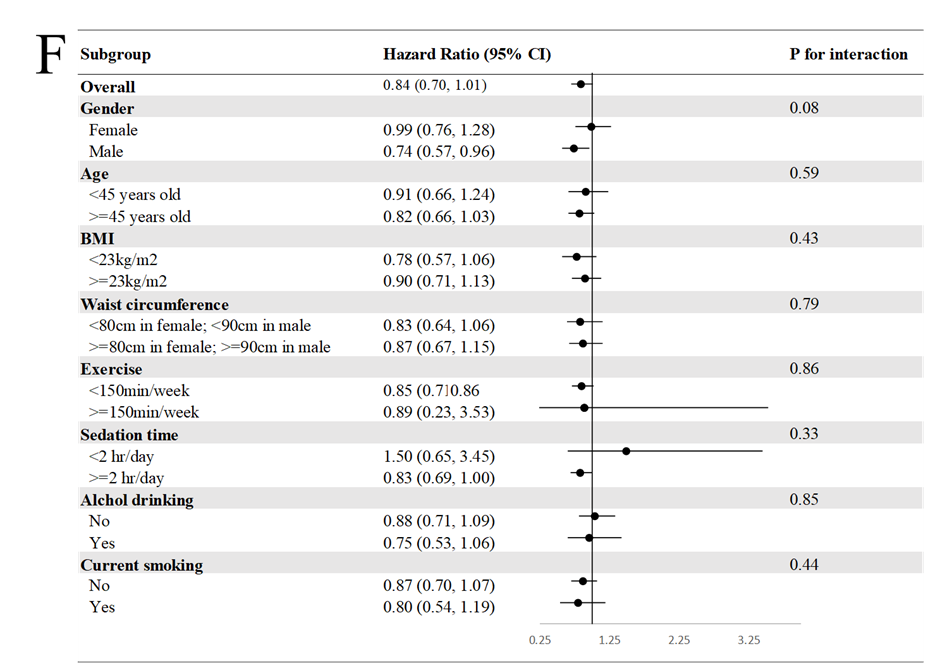 F
Subgroup Hazard Ratio (95% CI) P for interaction
Overall 0.84 (0.70, 1.01)
Gender 0.08
Female 0.99 (0.76, 1.28)
Male 0.74 (0.57, 0.96)
Age 0.59
<45 years old 0.91 (0.66, 1.24)
>=45 years old 0.82 (0.66, 1.03)
BMI 0.43
<23kg/m2 0.78 (0.57, 1.06)
>=23kg/m2 0.90 (0.71, 1.13)
Waist circumference 0.79
<80cm in female; <90cm in male 0.83 (0.64, 1.06)
>=80cm in female; >=90cm in male 0.87 (0.67, 1.15)
Exercise 0.86
<150min/week 0.85 (0.710.86
>=150min/week 0.89 (0.23, 3.53)
Sedation time 0.33
<2 hr/day 1.50 (0.65, 3.45)
>=2 hr/day 0.83 (0.69, 1.00)
Alchol drinking 0.85
No 0.88 (0.71, 1.09)
Yes 0.75 (0.53, 1.06)
Current smoking 0.44
No 0.87 (0.70, 1.07)
Yes 0.80 (0.54, 1.19)
0.25 1.25 2.25 3.25